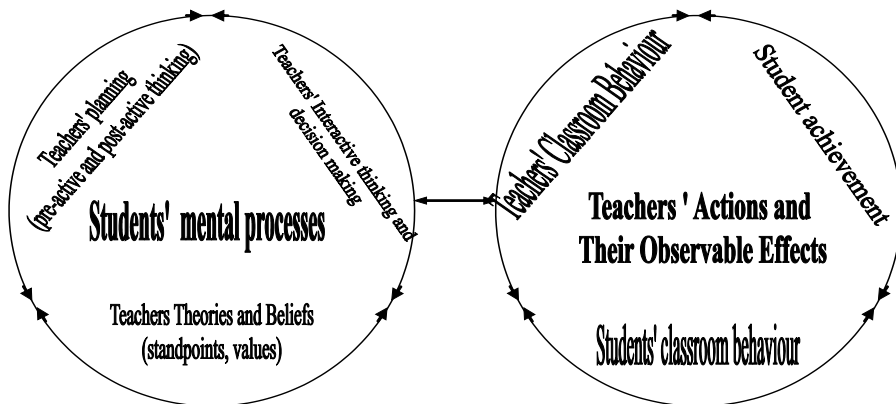 Teachers' planning
(pre-active and post-active thinking)
Teachers' Interactive thinking and
decision making
Students' mental processes
Teachers Theories and Beliefs
(standpoints, values)
Teachers' Classroom Behaviour
Student achievement
Teachers ' Actions and
Their Observable Effects
Students' classroom behaviour